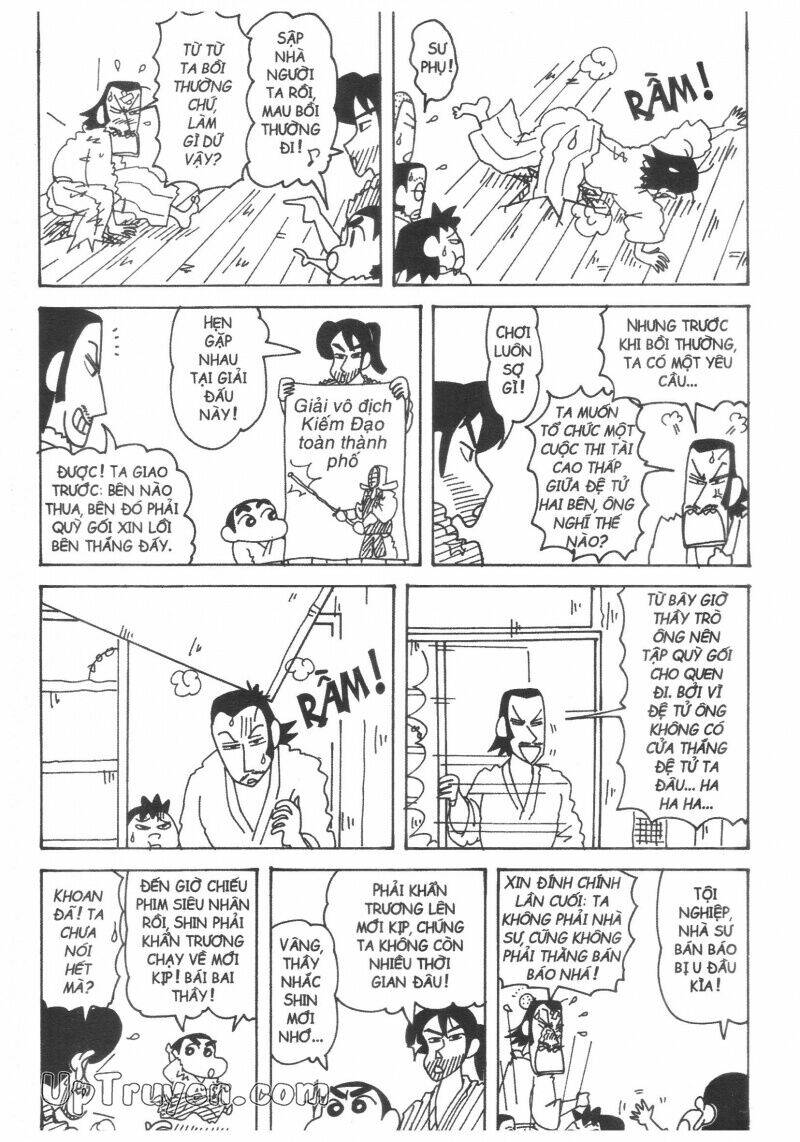 RẦM!
SƯ
PHỤ!
SẬP
NHÀ
NGƯỜI
TA RỒI,
MAU BỒI
THƯỜNG
ĐI!
TỪ TỪ
TA BỒI
THƯỜNG
CHỨ,
LÀM
GÌ DỮ
VẬY?
NHƯNG TRƯỚC
KHI BỒI THƯỜNG,
TA CÓ MỘT YÊU
CẦU...
TA MUỐN
TỔ CHỨC MỘT
CUỘC THI TÀI
CAO THẤP
GIỮA ĐỆ TỬ
HAI BÊN, ÔNG
NGHĨ THẾ
NÀO?
CHƠI
LUÔN
SỢ
GÌ!
HẸN
GẶP
NHAU
TẠI GIẢI
ĐẤU
NÀY!
Giải vô địch
Kiếm Đạo
toàn thành
phố
ĐƯỢC! TA GIAO
TRƯỚC: BÊN NÀO
THUA, BÊN ĐÓ PHẢI
QUỲ GỐI XIN LỖI
BÊN THẮNG ĐẤY.
TỪ BÂY GIỜ
THẦY TRÒ
ÔNG NÊN
TẬP QUỲ GỐI
CHO QUEN
ĐI. BỞI VÌ
ĐỆ TỬ ÔNG
KHÔNG CÓ
CỬA THẮNG
ĐỆ TỬ TA
ĐÂU... HA
HA HA...
RẦM!
TỘI
NGHIỆP,
NHÀ SƯ
BÁN BÁO
BỊ U ĐẦU
KÌA!
XIN ĐÍNH CHÍNH
LẦN CUỐI: TA
KHÔNG PHẢI NHÀ
SƯ, CŨNG KHÔNG
PHẢI THẰNG BÁN
BÁO NHÁ!
PHẢI KHẨN
TRƯƠNG LÊN
MỚI KỊP, CHÚNG
TA KHÔNG CÒN
NHIỀU THỜI
GIAN ĐÂU!
VÂNG,
THẦY
NHẮC
SHIN
MỚI
NHỚ...
ĐẾN GIỜ CHIẾU
PHIM SIÊU NHÂN
RỒI, SHIN PHẢI
KHẨN TRƯƠNG
CHẠY VỀ MỚI
KỊP! BÁI BAI
THẦY!
KHOAN
ĐÃ! TA
CHƯA
NÓI
HẾT
MÀ?
UpTruyen.com